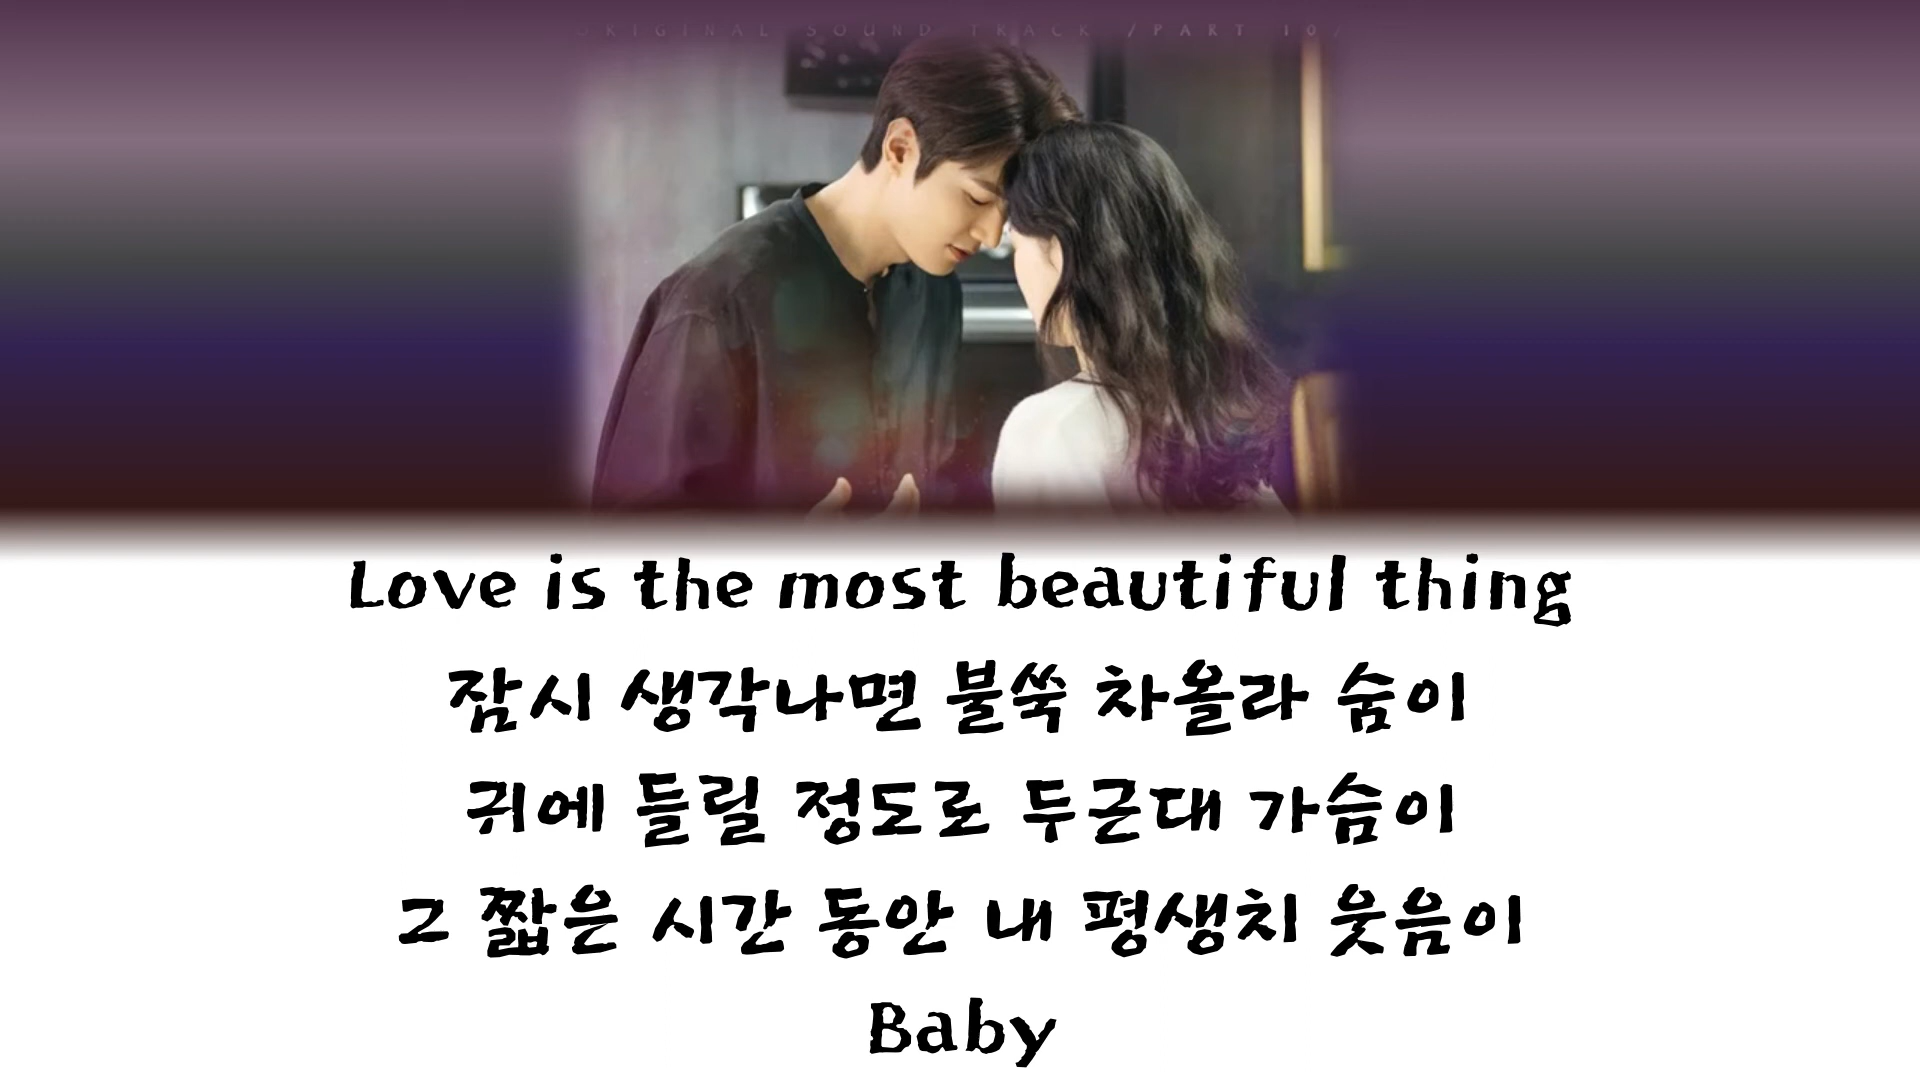 ORIGINAL SOUND TRACK /PART 10/
Love is the most beautiful thing
잠시 생각나면 불쑥 차올라 숨이
귀에 들릴 정도로 두근대 가슴이
그 짧은 시간 동안 내 평생치 웃음이
Baby